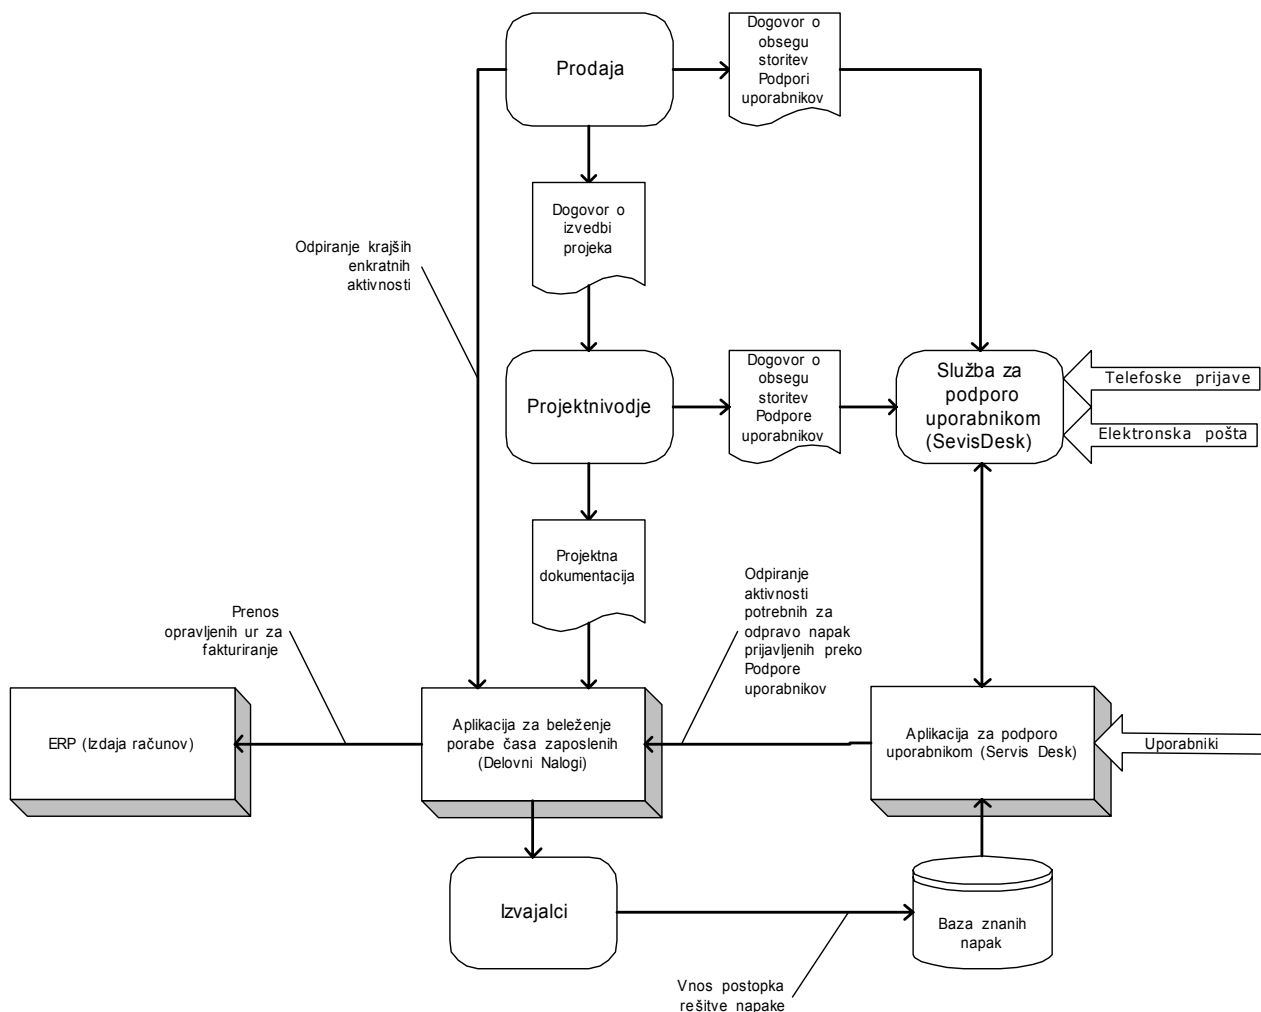 Prodaja
Dogovor o
obsegu
storitev
Podpori
uporabnikov
Dogovor o
izvedbi
projeka
Odpiranje krajših
enkratnih
aktivnosti
Projektnivodje
Dogovor o
obsegu
storitev
Podpore
uporabnikov
Služba za
podporo
uporabnikom
(SevisDesk)
Telefoske prijave
Elektronska pošta
Projektna
dokumentacija
Odpiranje
aktivnosti
potrebnih za
odpravo napak
prijavljenih preko
Podpore
uporabnikov
Prenos
opravljenih ur za
fakturiranje
ERP (Izdaja računov)
Aplikacija za beleženje
porabe časa zaposlenih
(Delovni Nalogi)
Aplikacija za podporo
uporabnikom (Servis Desk)
Uporabniki
Izvajalci
Baza znanih
napak
Vnos postopka
rešitve napake